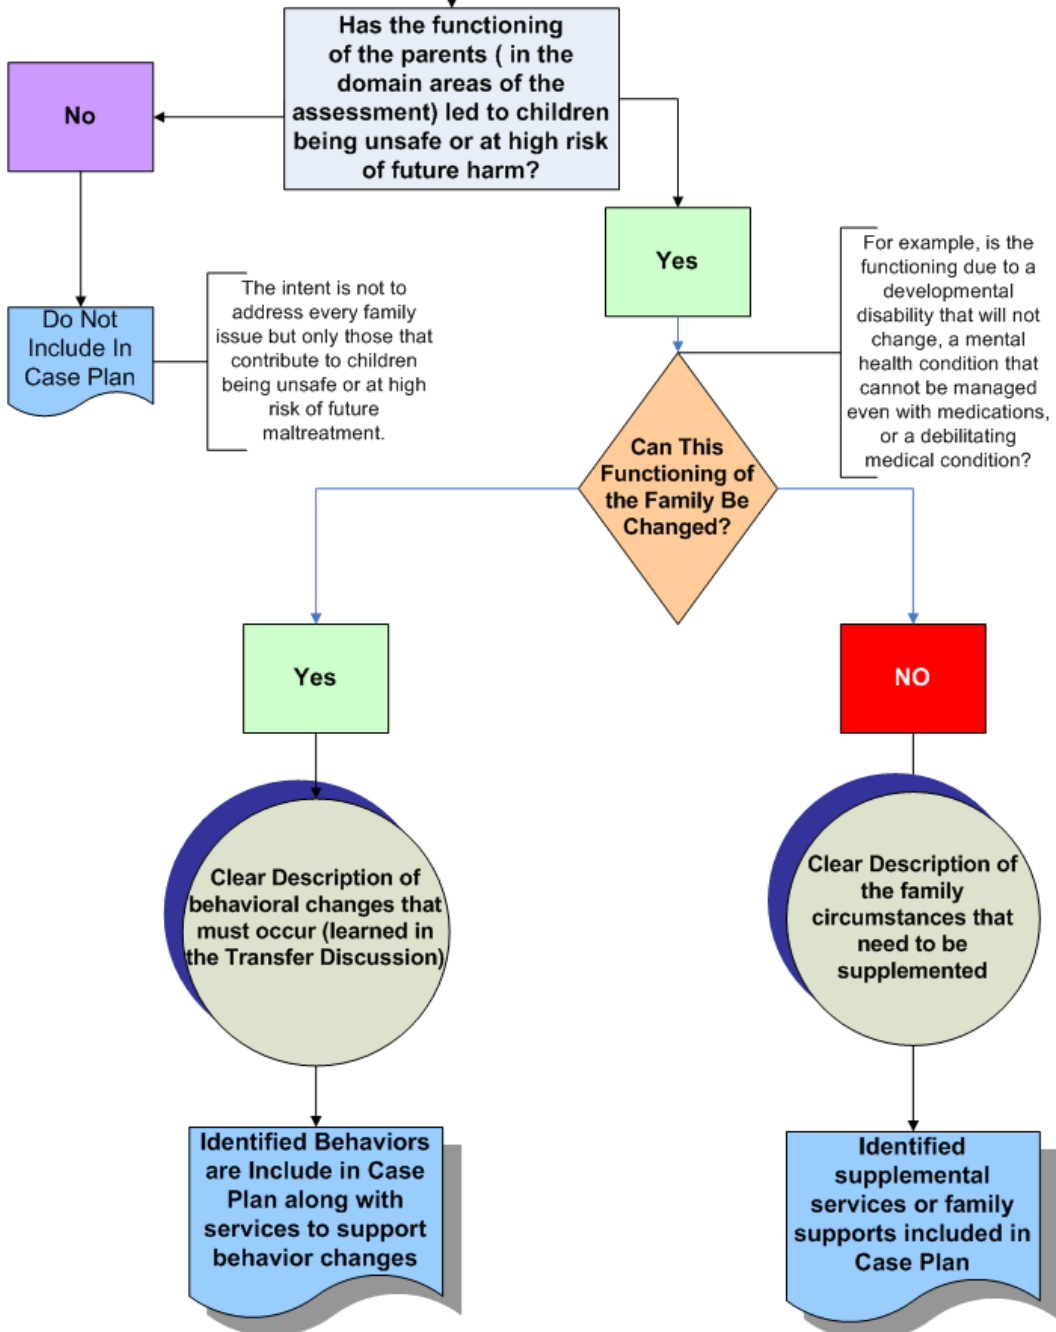 Has the functioning
of the parents ( in the
domain areas of the
assessment) led to children
being unsafe or at high risk
of future harm?
No
Yes
Do Not
Include In
Case Plan
The intent is not to
address every family
issue but only those that
contribute to children
being unsafe or at high
risk of future
maltreatment.
For example, is the
functioning due to a
developmental
disability that will not
change, a mental
health condition that
cannot be managed
even with medications,
or a debilitating
medical condition?
Can This
Functioning of
the Family Be
Changed?
Yes
NO
Clear Description of
behavioral changes that
must occur (learned in
the Transfer Discussion)
Clear Description of
the family
circumstances that
need to be
supplemented
Identified Behaviors
are Include in Case
Plan along with
services to support
behavior changes
Identified
supplemental
services or family
supports included in
Case Plan